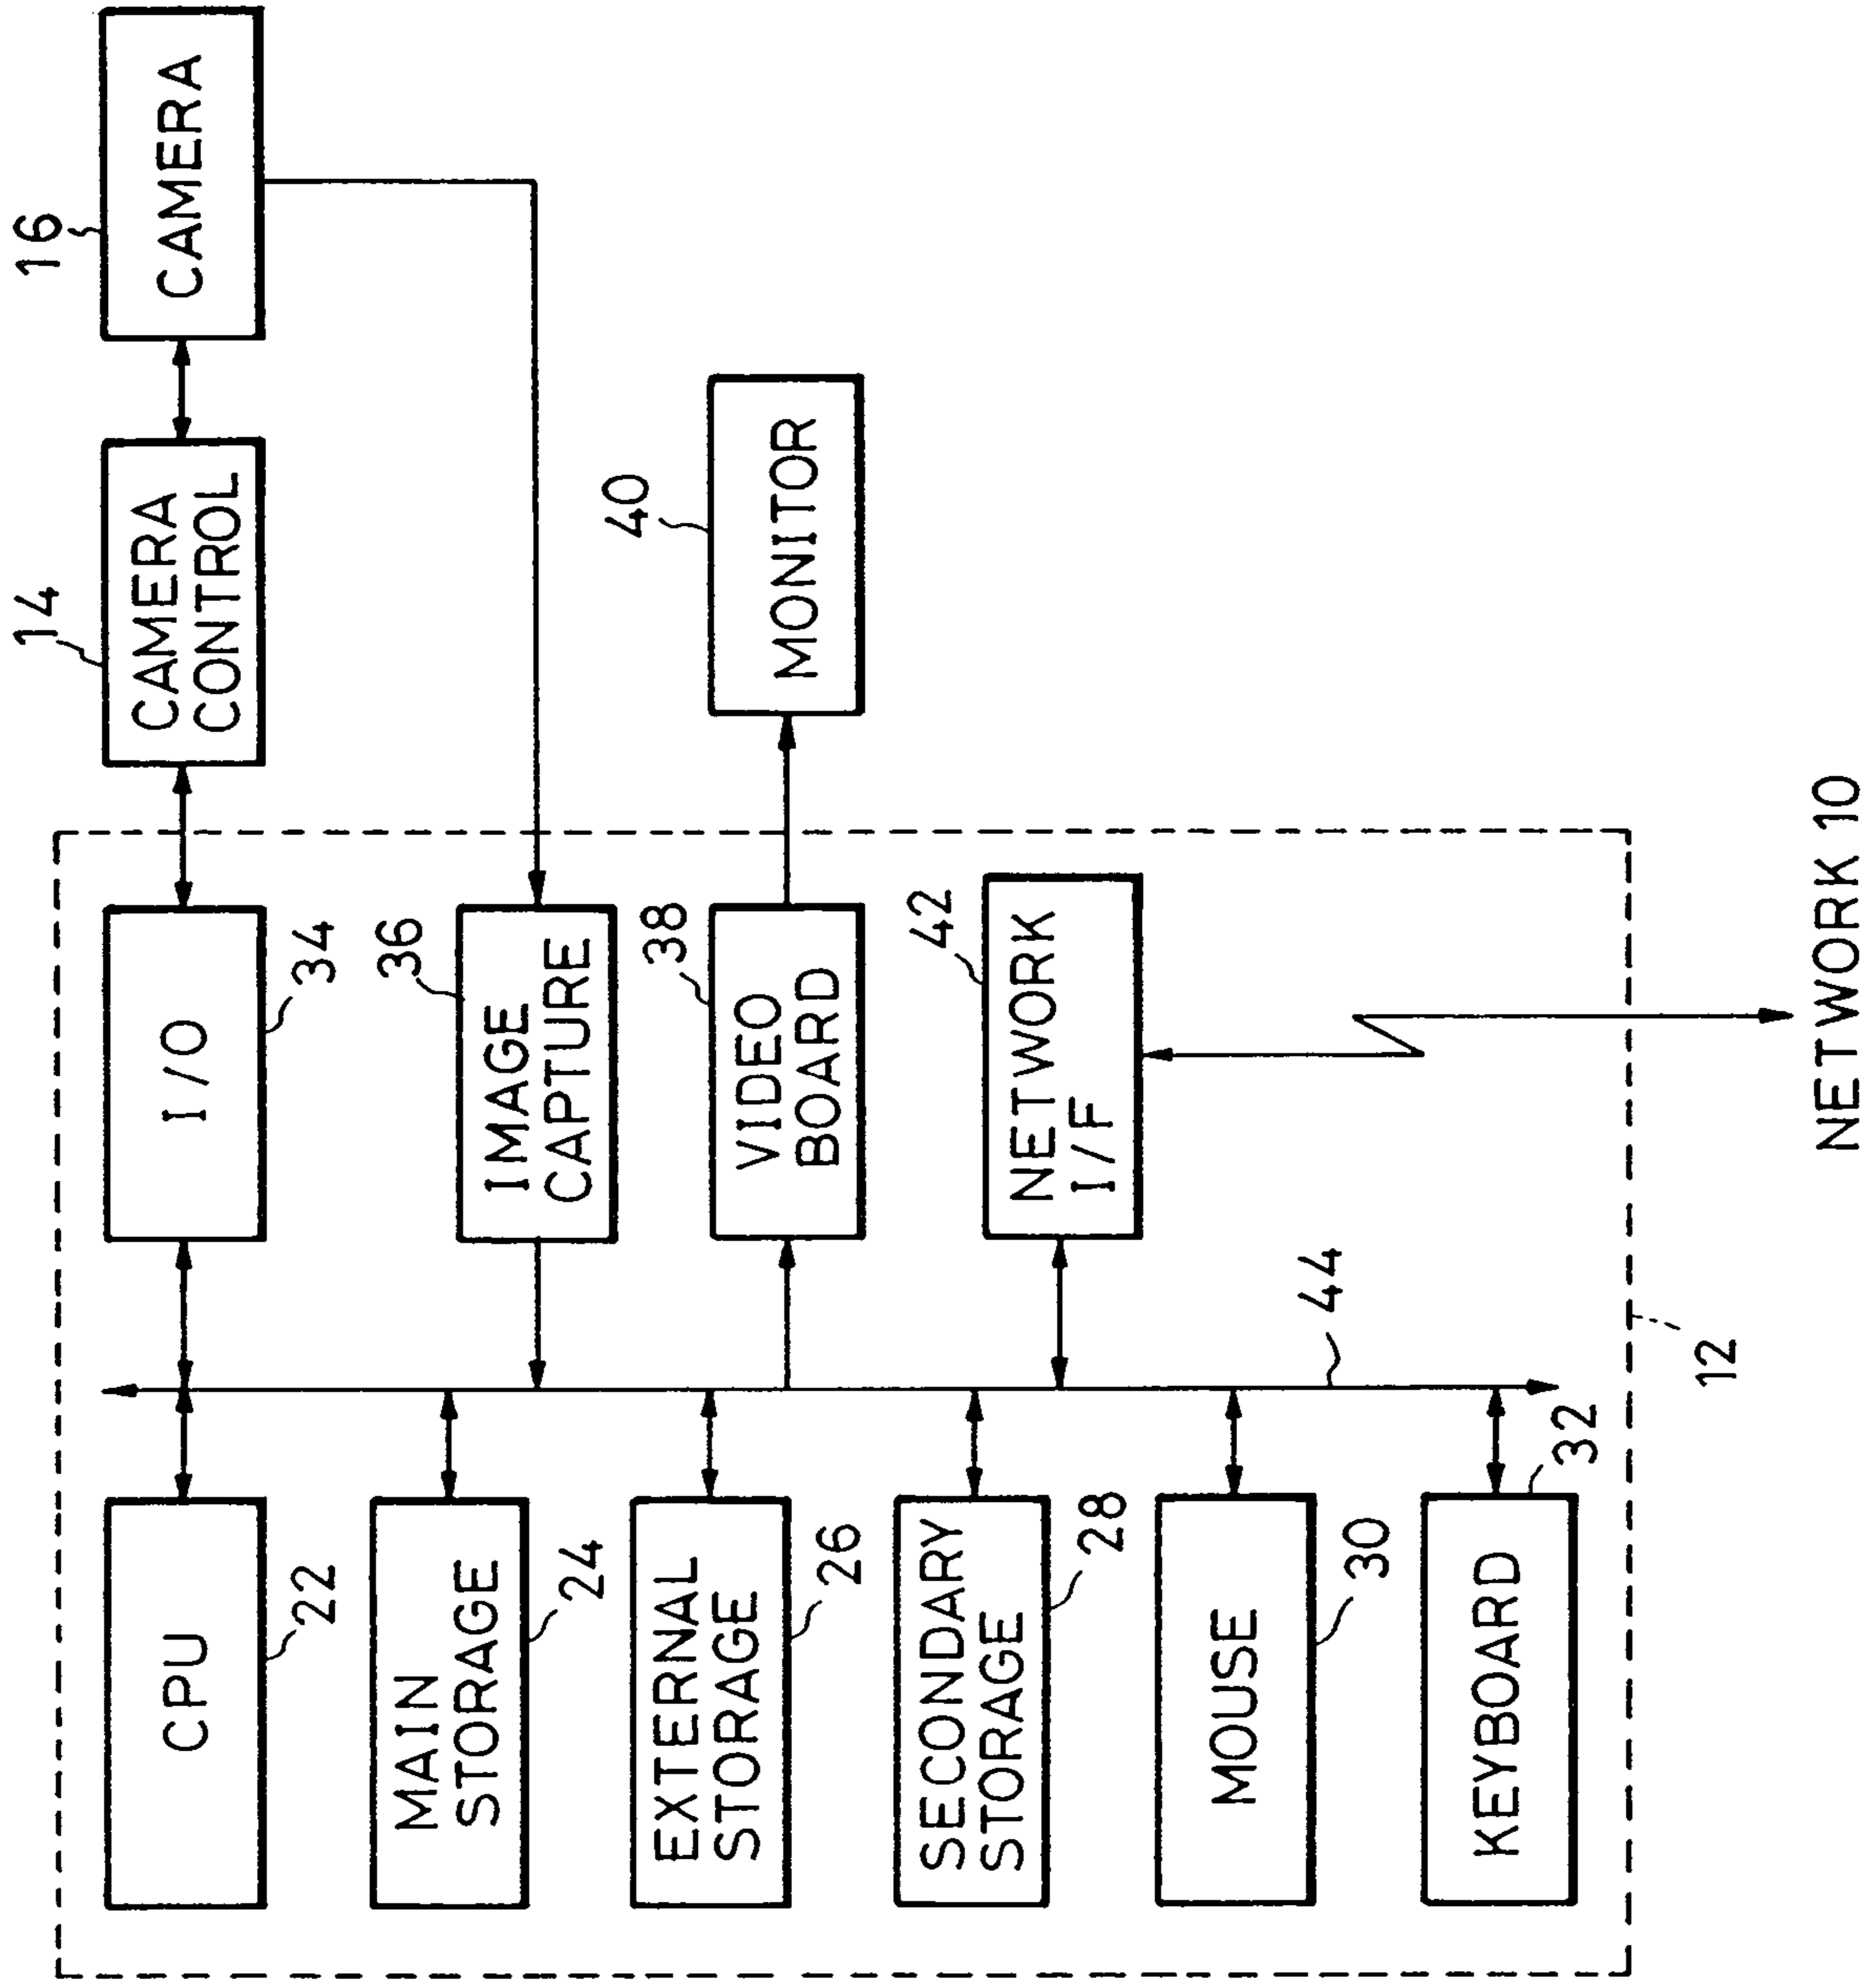 CAMERA
16
CAMERA
CONTROL
14
MONITOR
40
I/O
34
IMAGE
CAPTURE
36
VIDEO
BOARD
38
NETWORK
I/F
42
44
CPU
22
MAIN
STORAGE
24
EXTERNAL
STORAGE
26
SECONDARY
STORAGE
28
MOUSE
30
KEYBOARD
32
12
NETWORK 10